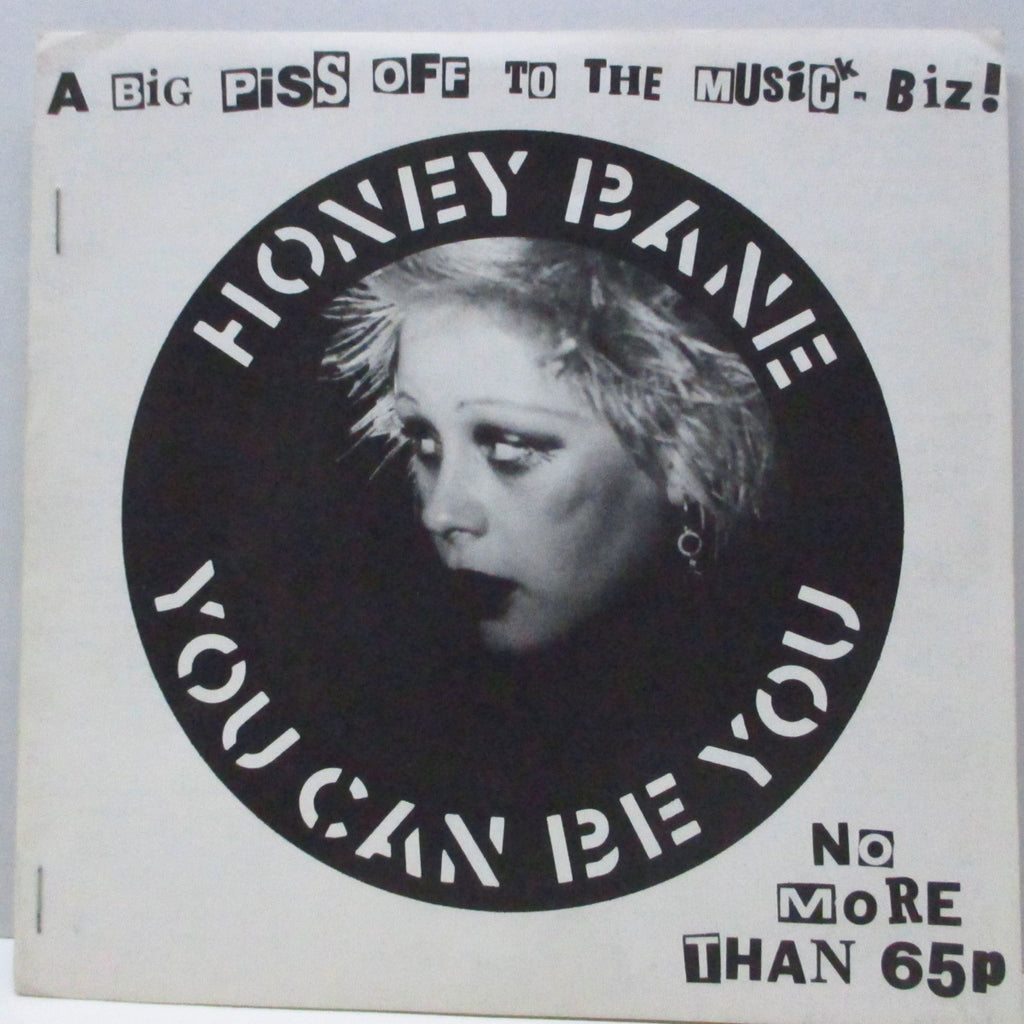 A BiG PiSS OFF TO THE MUSiCK- BiZ!
HONEY BANE
YOU CAN BE YOU
NO
MoRE
THAN 65p